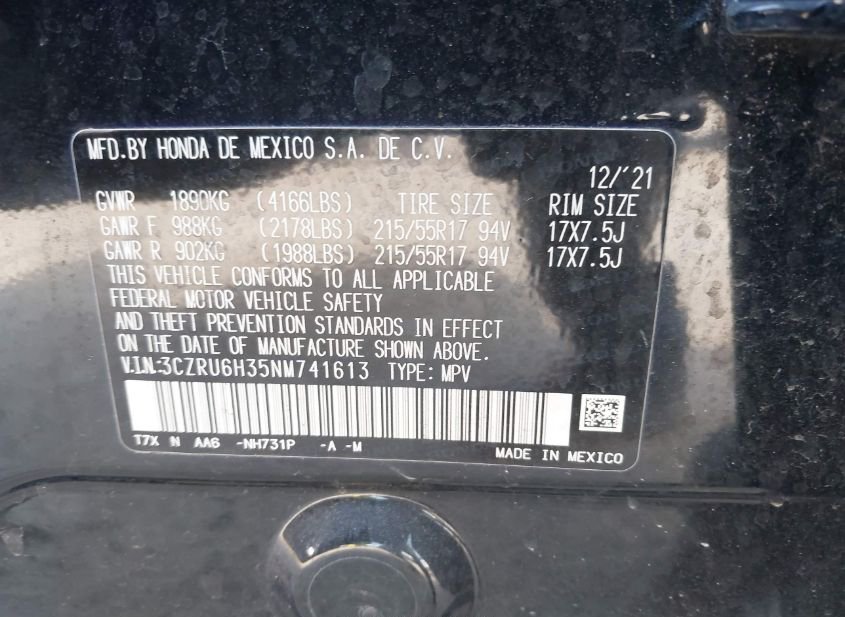 MFD.BY HONDA DE MEXICO S.A. DE C.V.
12/'21
GVWR 1890KG (4166LBS) TIRE SIZE RIM SIZE
GAWR F 988KG (2178LBS) 215/55R17 94V 17X7.5J
GAWR R 902KG (1988LBS) 215/55R17 94V 17X7.5J
THIS VEHICLE CONFORMS TO ALL APPLICABLE
FEDERAL MOTOR VEHICLE SAFETY
AND THEFT PREVENTION STANDARDS IN EFFECT
ON THE DATE OF MANUFACTURE SHOWN ABOVE.
V.I.N:3CZRU6H35NM741613 TYPE: MPV
T7X N AA6 -NH731P -A -M
MADE IN MEXICO